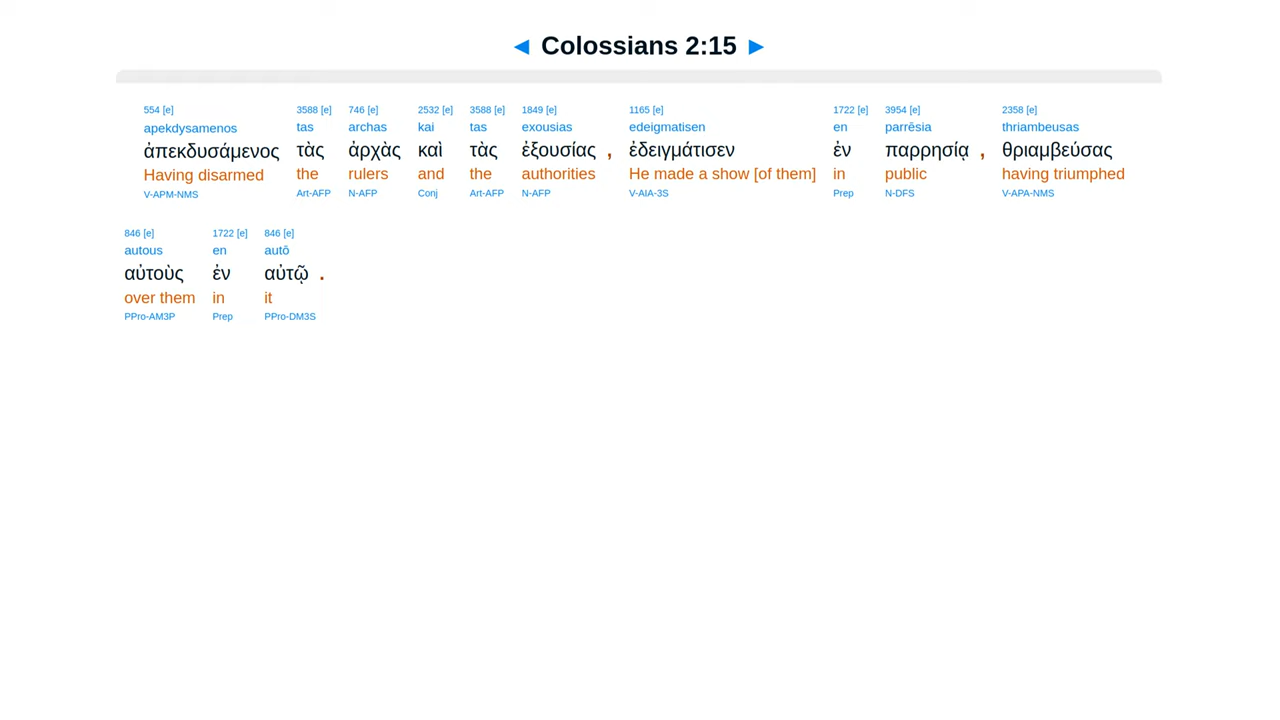 ◄ Colossians 2:15 ►
554 [e] 3588 [e] 746 [e] 2532 [e] 3588 [e] 1849 [e] 1165 [e] 1722 [e] 3954 [e] 2358 [e]
apekdysamenos tas archas kai tas exousias edeigmatisen en parrēsia thriambeusas
ἀπεκδυσάμενος τὰς ἀρχὰς καὶ τὰς ἐξουσίας , ἐδειγμάτισεν ἐν παρρησίᾳ , θριαμβεύσας
Having disarmed the rulers and the authorities He made a show [of them] in public having triumphed
V-APM-NMS Art-AFP N-AFP Conj Art-AFP N-AFP V-AIA-3S Prep N-DFS V-APA-NMS
846 [e] 1722 [e] 846 [e]
autous en autō
αὐτοὺς ἐν αὐτῷ .
over them in it
PPro-AM3P Prep PPro-DM3S